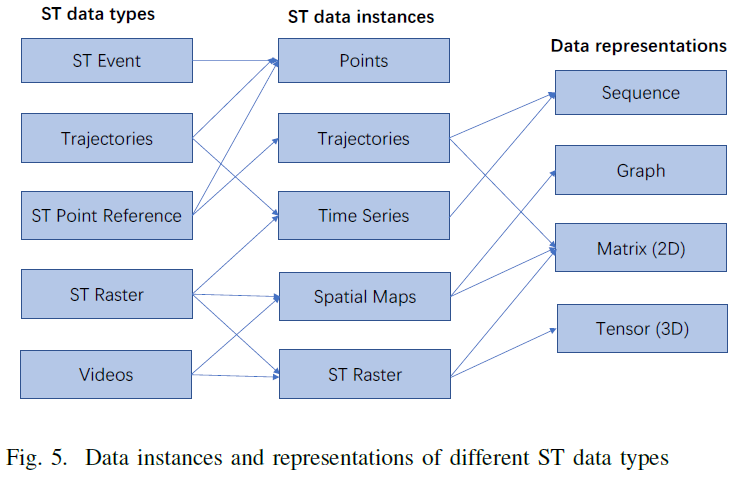 ST data types
ST data instances
Data representations
ST Event
Points
Sequence
Trajectories
Trajectories
Graph
ST Point Reference
Time Series
Matrix (2D)
ST Raster
Spatial Maps
Tensor (3D)
Videos
ST Raster
Fig. 5. Data instances and representations of different ST data types